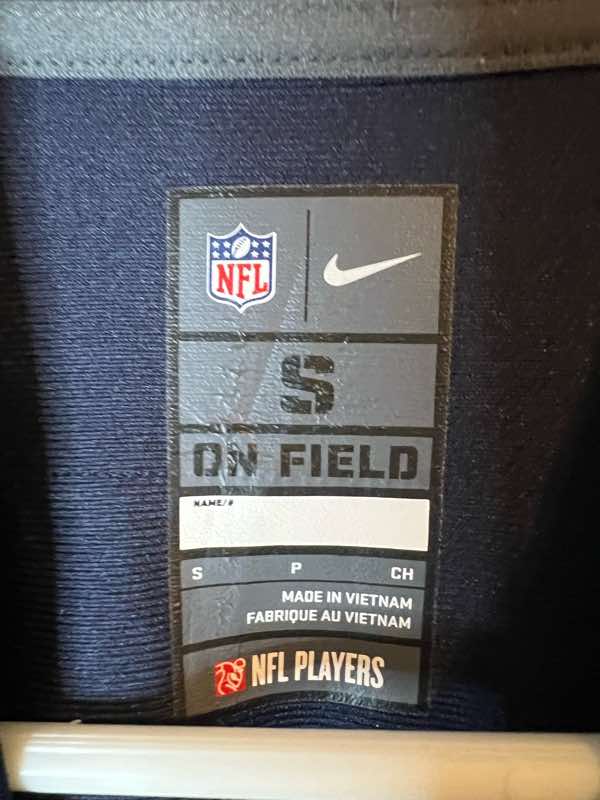 NFL
S
ON FIELD
NAME/#
S P CH
MADE IN VIETNAM
FABRIQUE AU VIETNAM
NFL PLAYERS